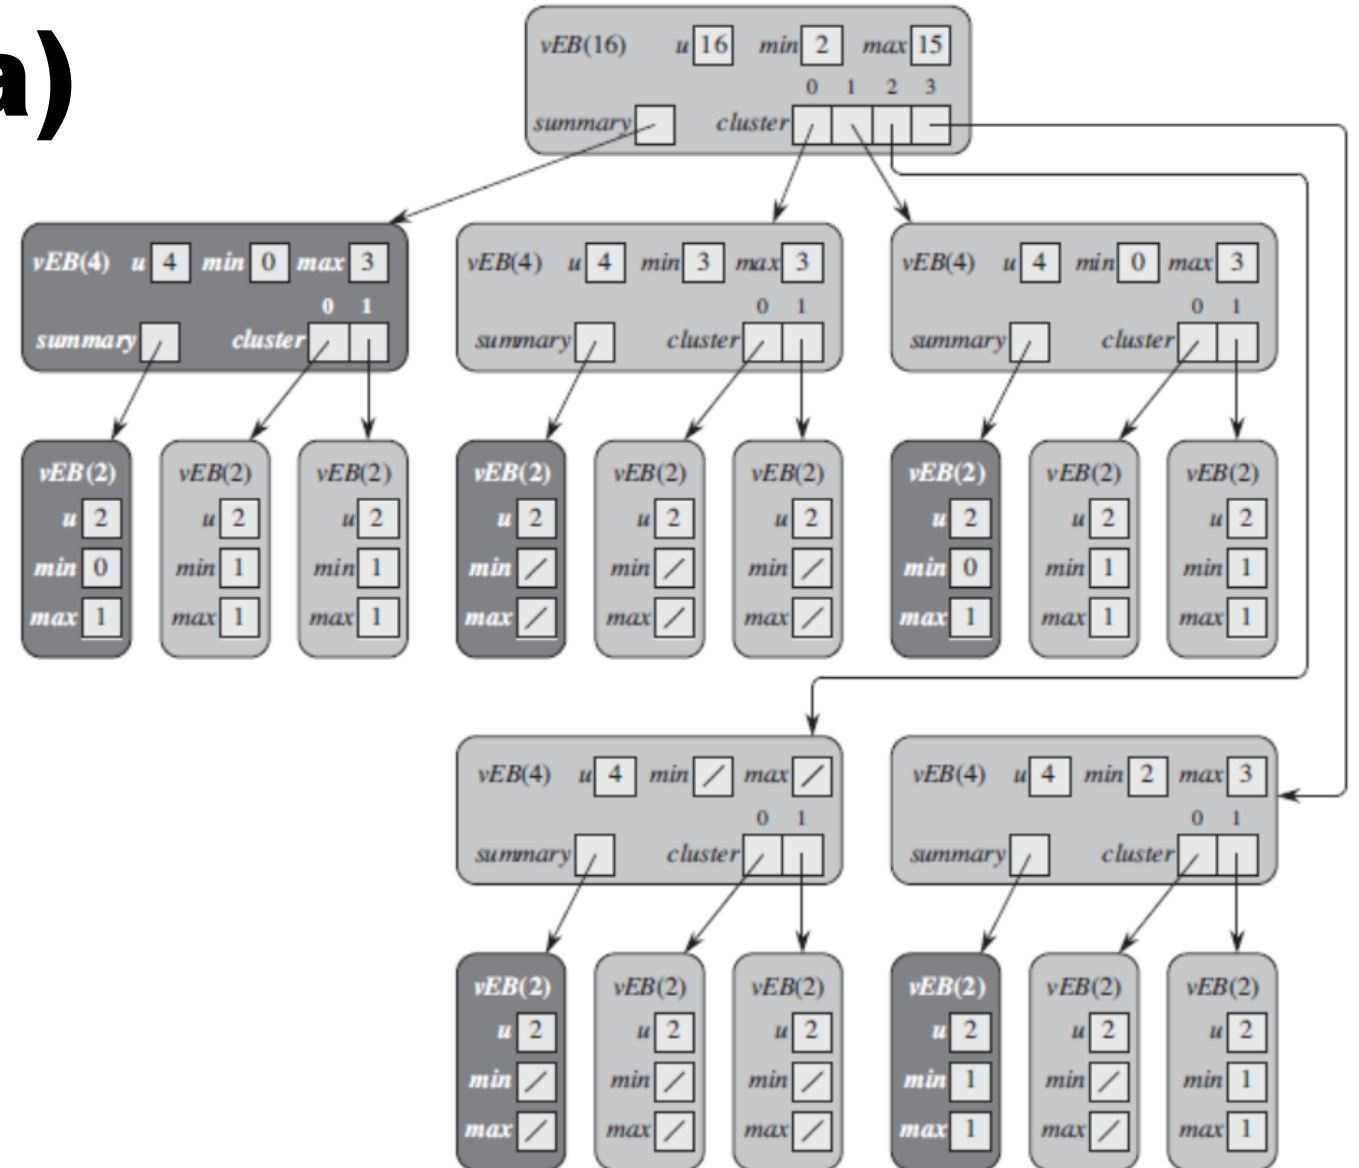 a)
vEB(16) u 16 min 2 max 15
0 1 2 3
summary cluster
vEB(4) u 4 min 0 max 3
0 1
summary cluster
vEB(4) u 4 min 3 max 3
0 1
summary cluster
vEB(4) u 4 min 0 max 3
0 1
summary cluster
vEB(2)
u 2
min 0
max 1
vEB(2)
u 2
min 1
max 1
vEB(2)
u 2
min 1
max 1
vEB(2)
u 2
min /
max /
vEB(2)
u 2
min /
max /
vEB(2)
u 2
min /
max /
vEB(2)
u 2
min 0
max 1
vEB(2)
u 2
min 1
max 1
vEB(2)
u 2
min 1
max 1
vEB(4) u 4 min / max /
0 1
summary cluster
vEB(4) u 4 min 2 max 3
0 1
summary cluster
vEB(2)
u 2
min /
max /
vEB(2)
u 2
min /
max /
vEB(2)
u 2
min /
max /
vEB(2)
u 2
min 1
max 1
vEB(2)
u 2
min /
max /
vEB(2)
u 2
min 1
max 1